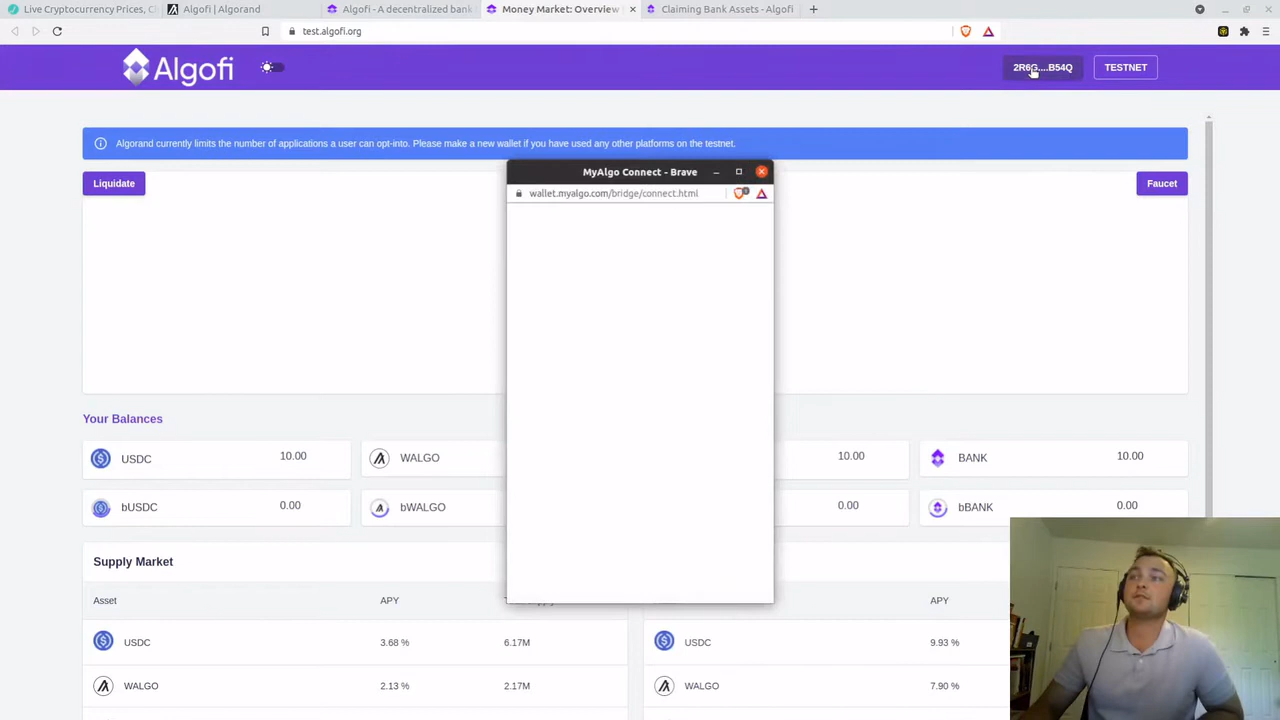 Live Cryptocurrency Prices, C
Algofi | Algorand
Algofi - A decentralized bank
Money Market: Overview
Claiming Bank Assets - Algofi
test.algofi.org
Algofi
2R6G....B54Q
TESTNET
Algorand currently limits the number of applications a user can opt-into. Please make a new wallet if you have used any other platforms on the testnet.
Liquidate
Faucet
MyAlgo Connect - Brave
wallet.myalgo.com/bridge/connect.html
Your Balances
USDC 10.00
WALGO
10.00
BANK 10.00
bUSDC 0.00
bWALGO
0.00
bBANK 0.00
Supply Market
Asset APY
APY
USDC 3.68 % 6.17M
USDC 9.93 %
WALGO 2.13 % 2.17M
WALGO 7.90 %